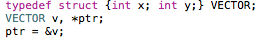 typedef struct {int x; int y;} VECTOR;
VECTOR v, *ptr;
ptr = &v;